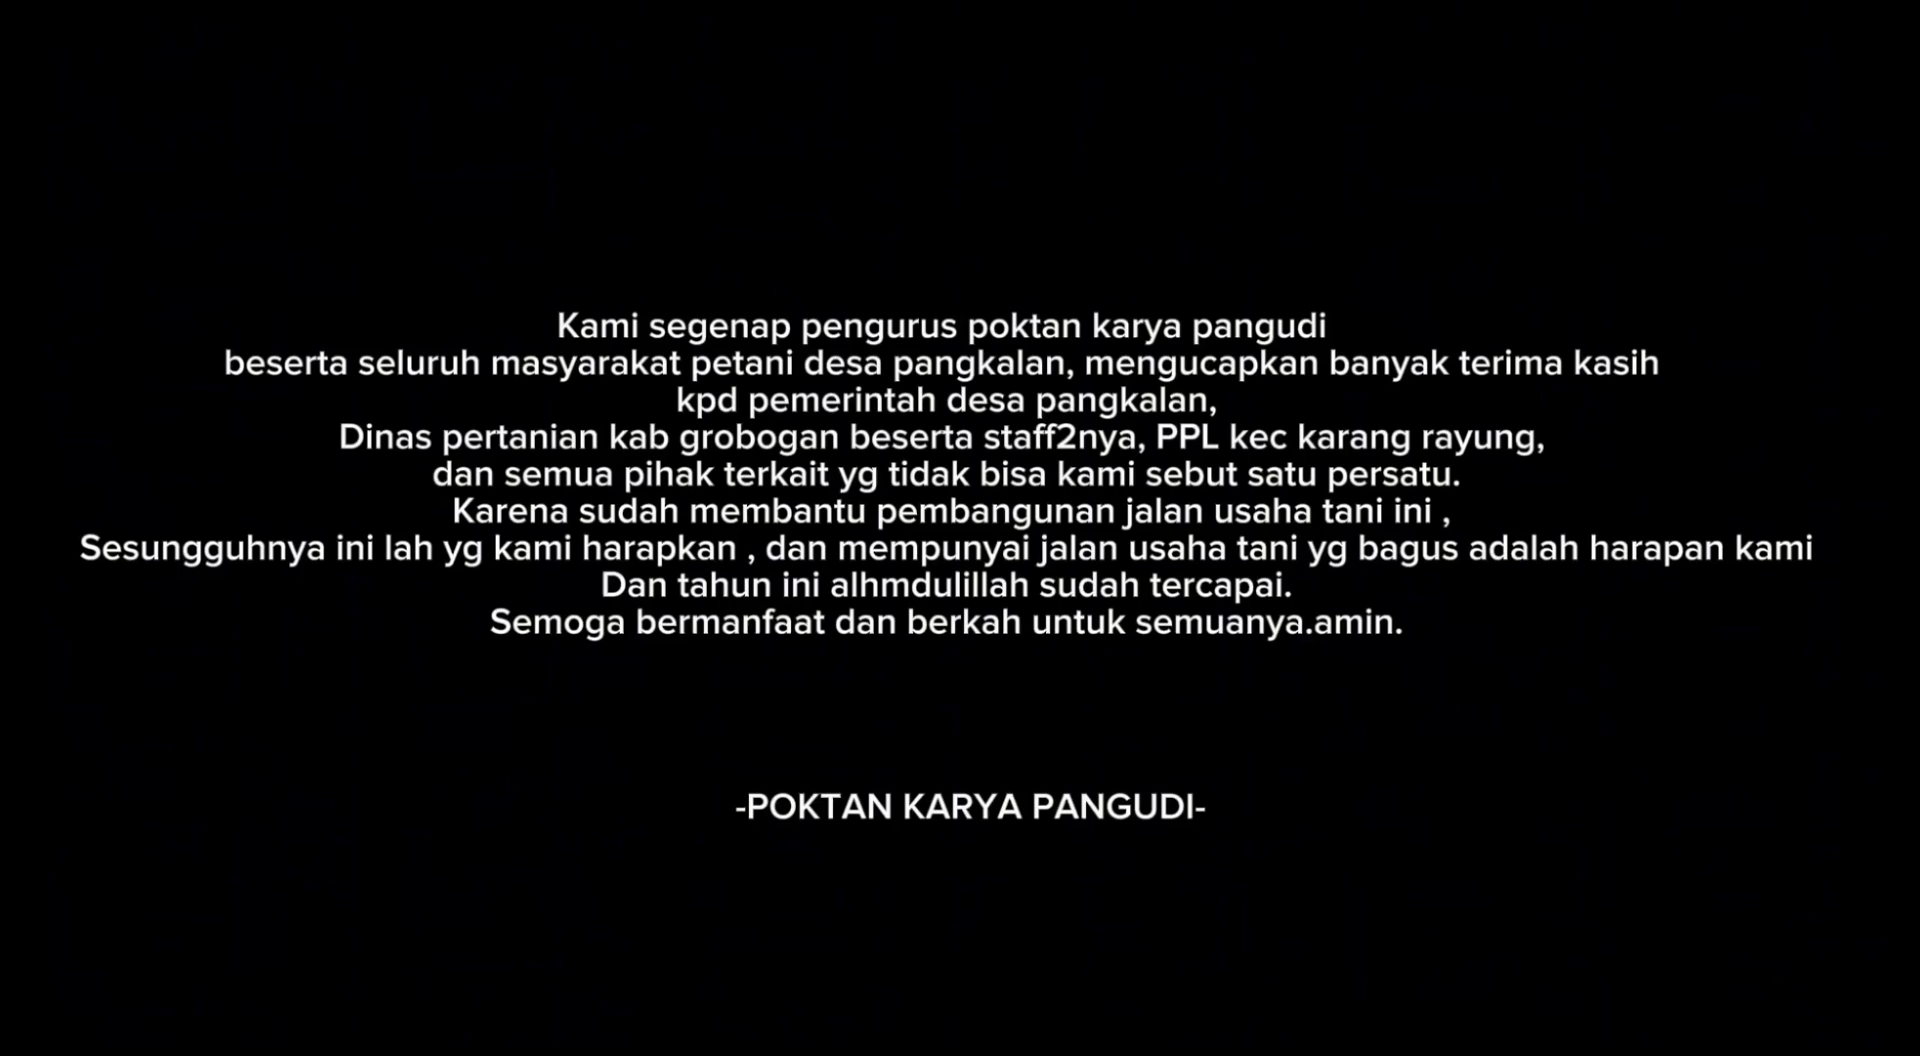 Kami segenap pengurus poktan karya pangudi
beserta seluruh masyarakat petani desa pangkalan, mengucapkan banyak terima kasih
kpd pemerintah desa pangkalan,
Dinas pertanian kab grobogan beserta staff2nya, PPL kec karang rayung,
dan semua pihak terkait yg tidak bisa kami sebut satu persatu.
Karena sudah membantu pembangunan jalan usaha tani ini ,
Sesungguhnya ini lah yg kami harapkan , dan mempunyai jalan usaha tani yg bagus adalah harapan kami
Dan tahun ini alhmdulillah sudah tercapai.
Semoga bermanfaat dan berkah untuk semuanya.amin.
-POKTAN KARYA PANGUDI-